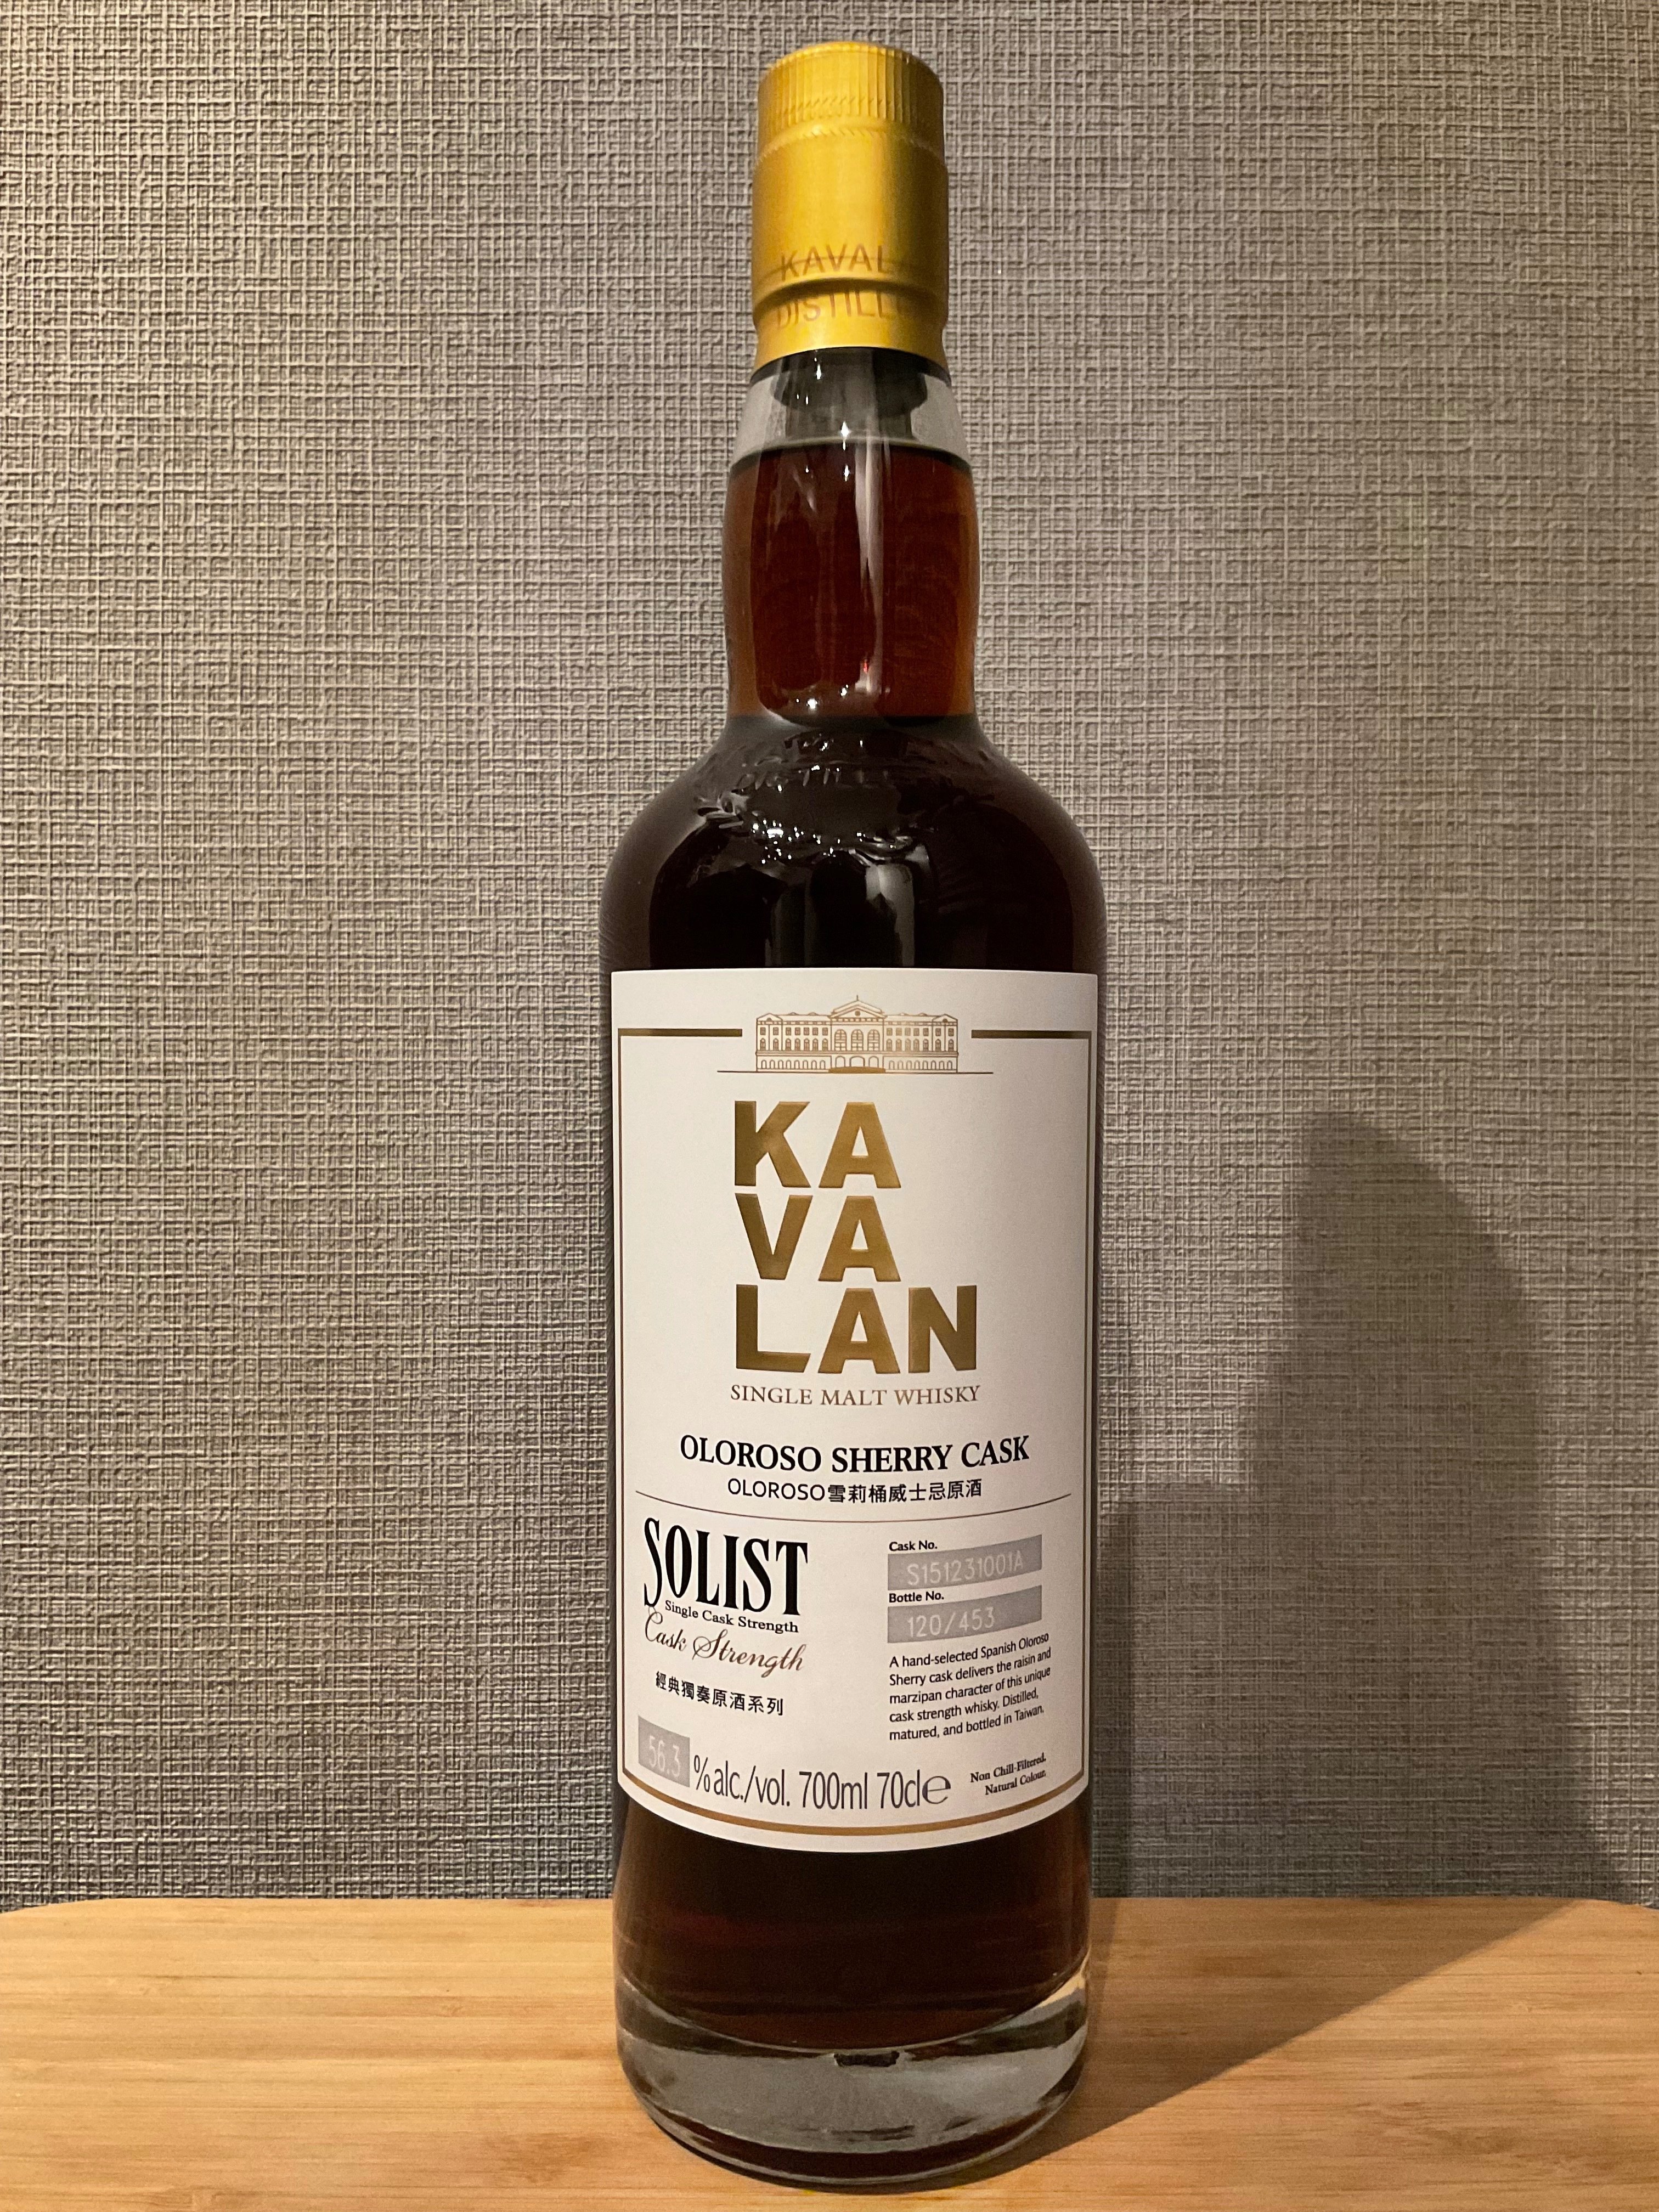 KAVAL
DISTILL
KA
VA
LAN
SINGLE MALT WHISKY
OLOROSO SHERRY CASK
OLOROSO雪莉桶威士忌原酒
SOLIST
Single Cask Strength
Cask Strength
經典獨奏原酒系列
Cask No.
S151231001A
Bottle No.
120/453
A hand-selected Spanish Oloroso
Sherry cask delivers the raisin and
marzipan character of this unique
cask strength whisky. Distilled,
matured, and bottled in Taiwan.
56.3 %alc./vol. 700ml 70cl℮
Non Chill-Filtered.
Natural Colour.